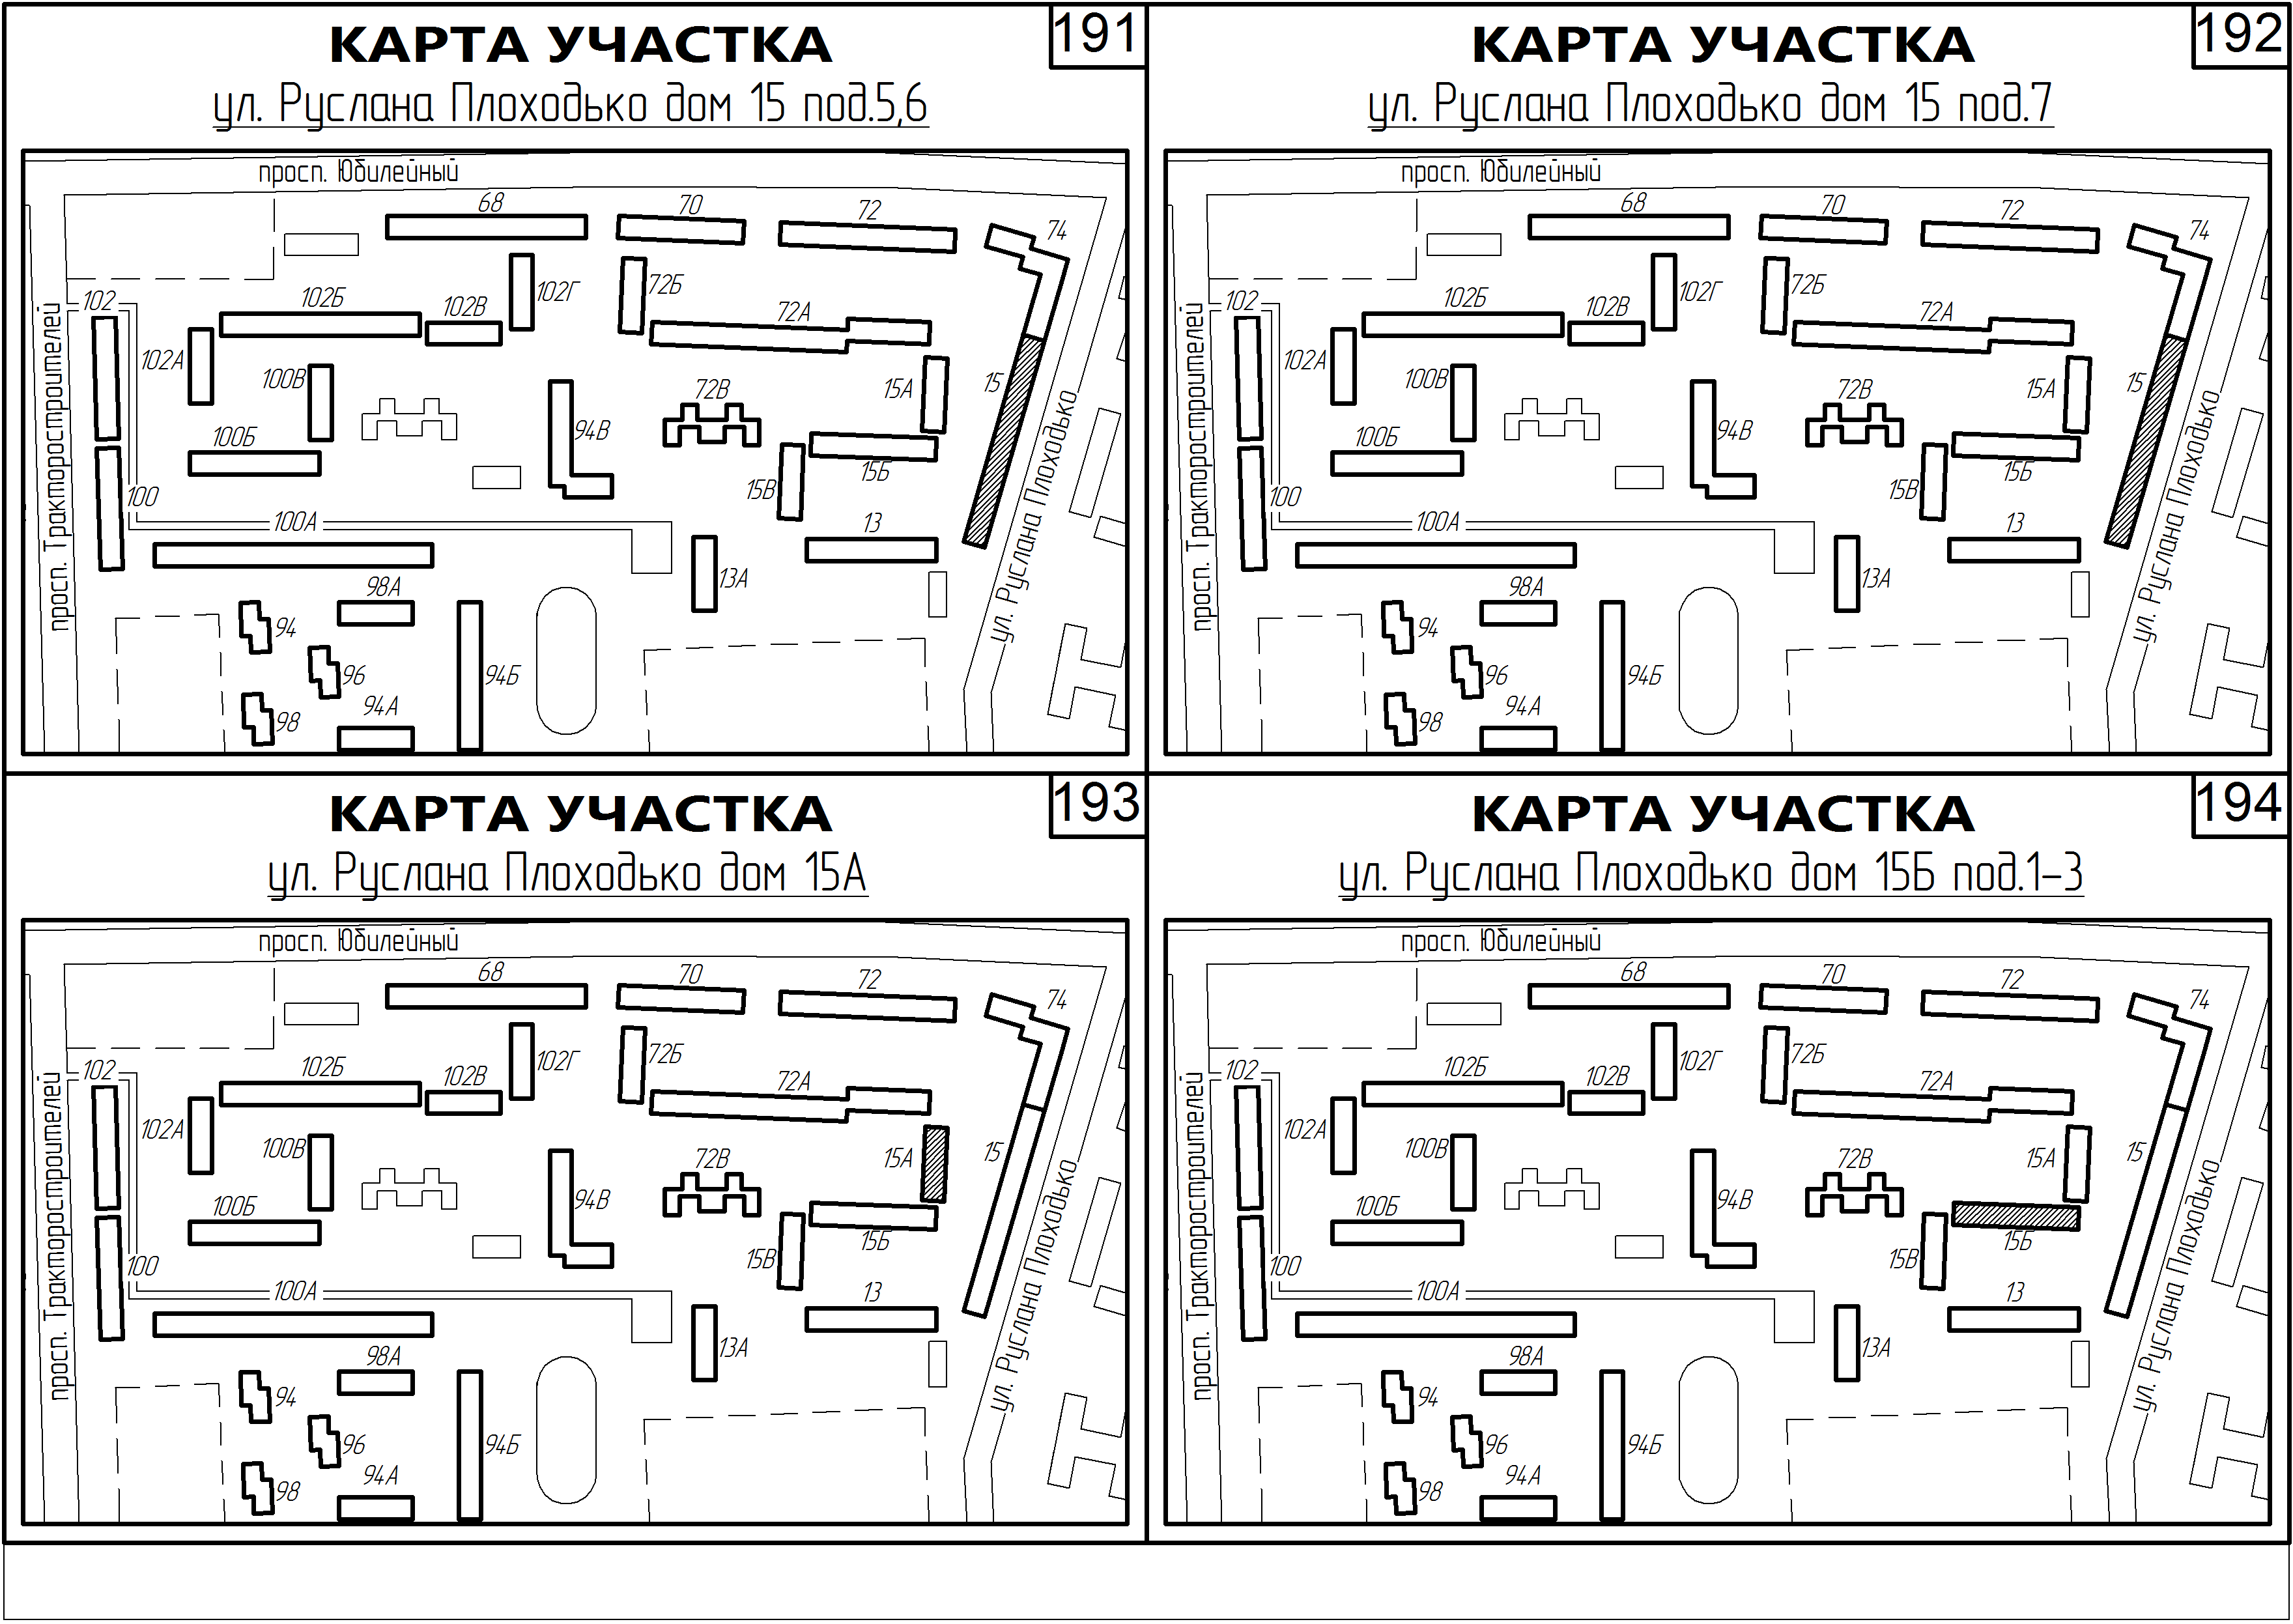 191
КАРТА УЧАСТКА
ул. Руслана Плоходько дом 15 под.5,6
просп. Юбилейный
68
70
72
74
102
102Б
102В
102Г
72Б
72А
102А
100В
15А
15
72В
100Б
94В
15Б
15В
100
100А
13
просп. Тракторостроителей
ул. Руслана Плоходько
98А
13А
94
96
94Б
94А
98
192
КАРТА УЧАСТКА
ул. Руслана Плоходько дом 15 под.7
просп. Юбилейный
68
70
72
74
102
102Б
102В
102Г
72Б
72А
102А
100В
15А
15
72В
100Б
94В
15Б
15В
100
100А
13
просп. Тракторостроителей
ул. Руслана Плоходько
98А
13А
94
96
94Б
94А
98
193
КАРТА УЧАСТКА
ул. Руслана Плоходько дом 15А
просп. Юбилейный
68
70
72
74
102
102Б
102В
102Г
72Б
72А
102А
100В
15А
15
72В
100Б
94В
15Б
15В
100
100А
13
просп. Тракторостроителей
ул. Руслана Плоходько
98А
13А
94
96
94Б
94А
98
194
КАРТА УЧАСТКА
ул. Руслана Плоходько дом 15Б под.1-3
просп. Юбилейный
68
70
72
74
102
102Б
102В
102Г
72Б
72А
102А
100В
15А
15
72В
100Б
94В
15Б
15В
100
100А
13
просп. Тракторостроителей
ул. Руслана Плоходько
98А
13А
94
96
94Б
94А
98